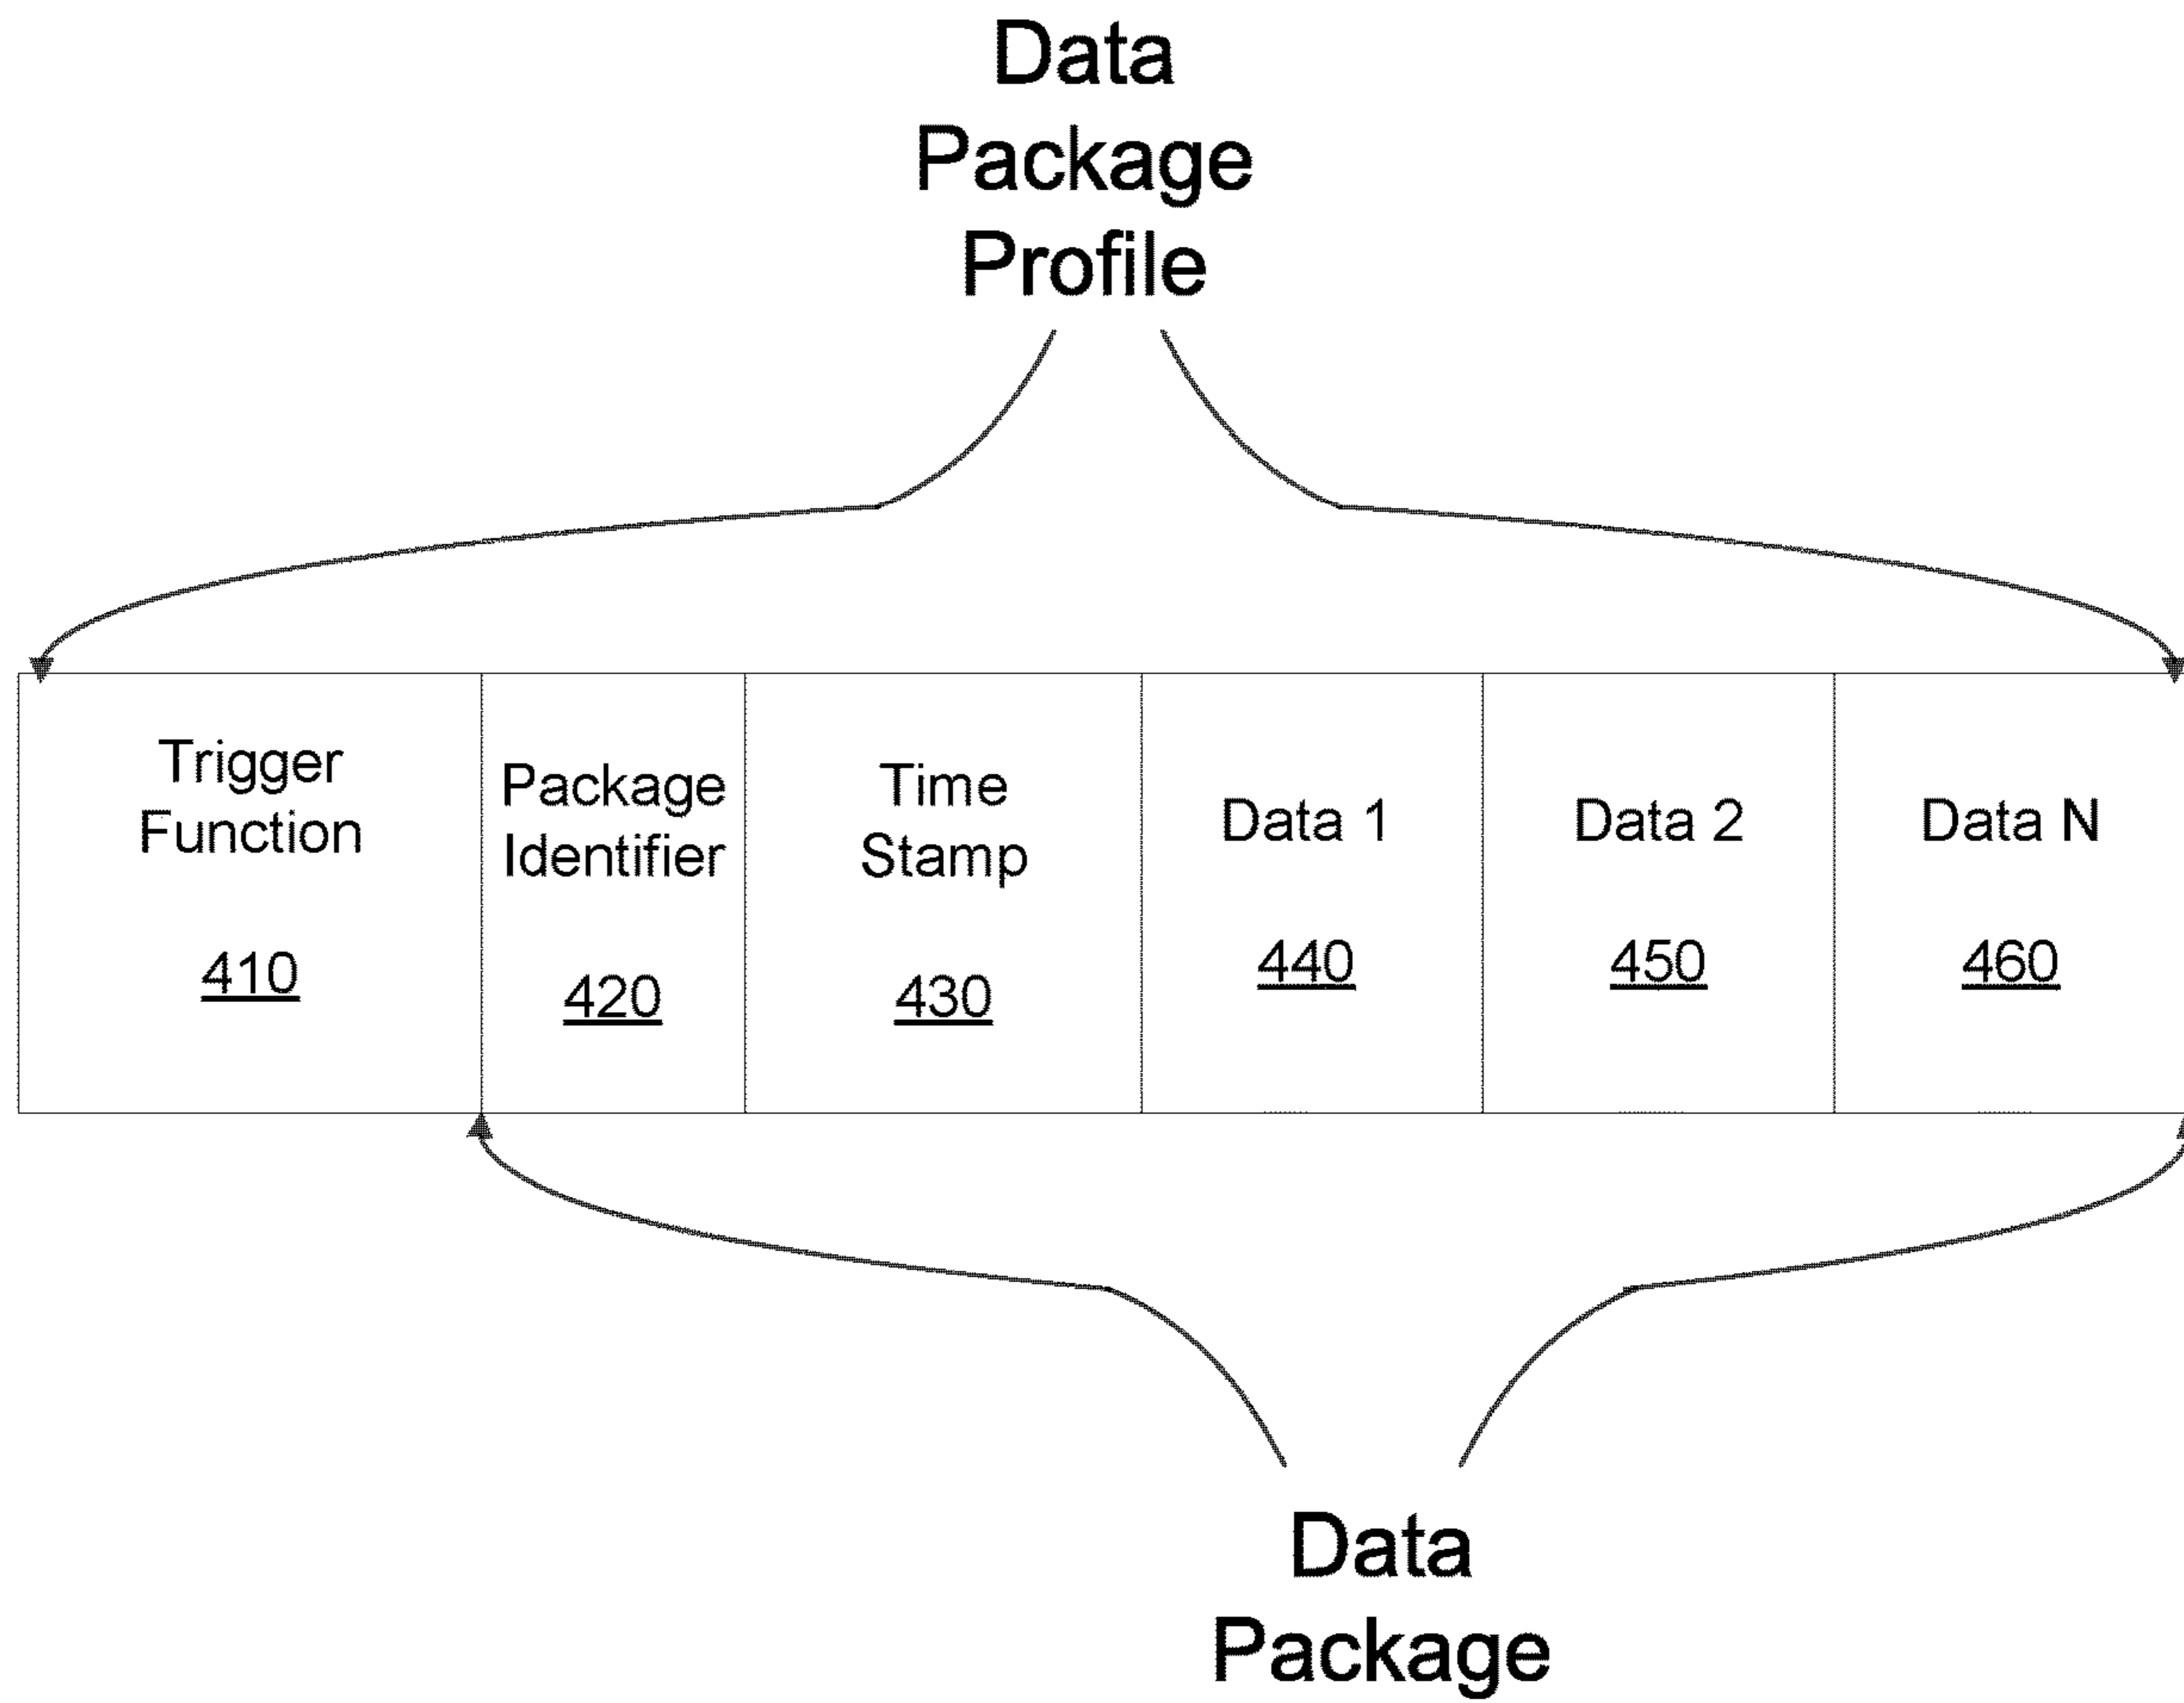 Data
Package
Profile
Trigger
Function
410
Package
Identifier
420
Time
Stamp
430
Data 1
440
Data 2
450
Data N
460
Data
Package